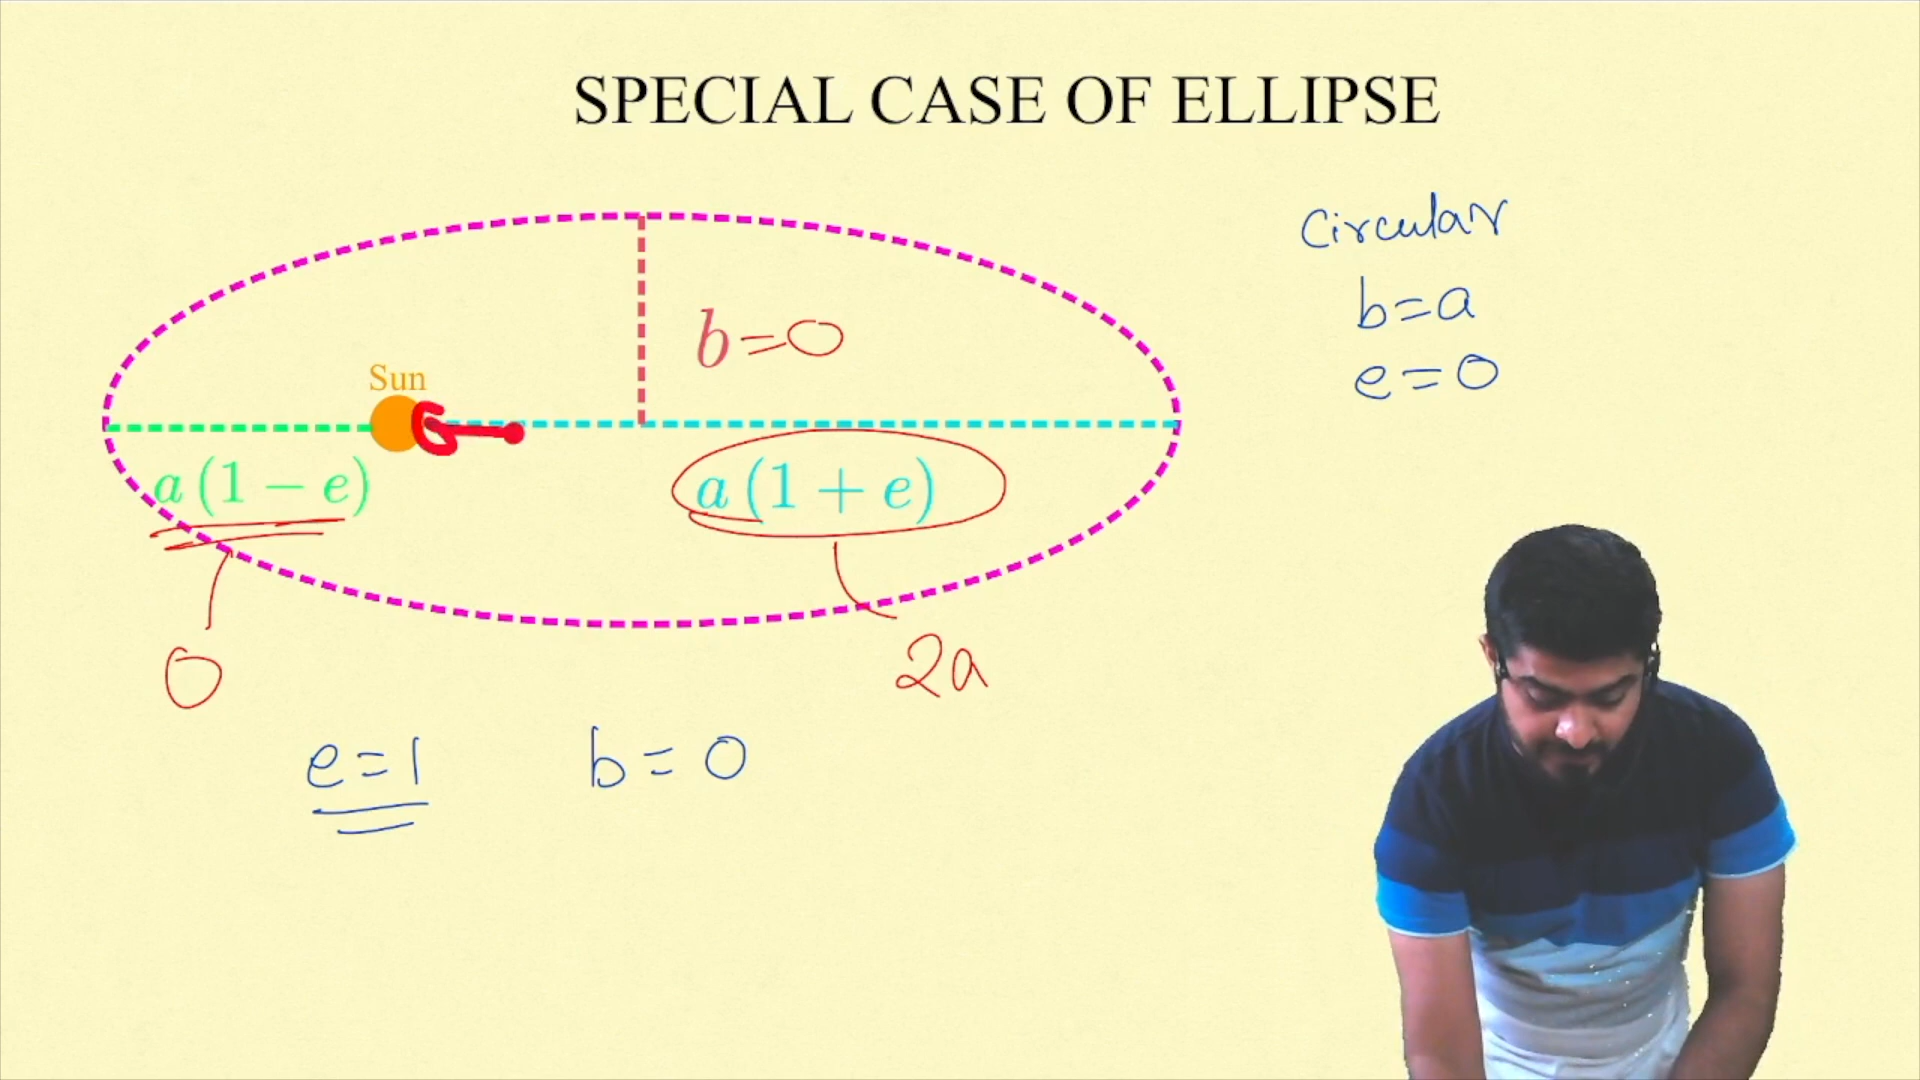 SPECIAL CASE OF ELLIPSE
Circular
b=a
e=0
b=0
Sun
a(1-e)
a(1+e)
0
2a
e=1
b=0